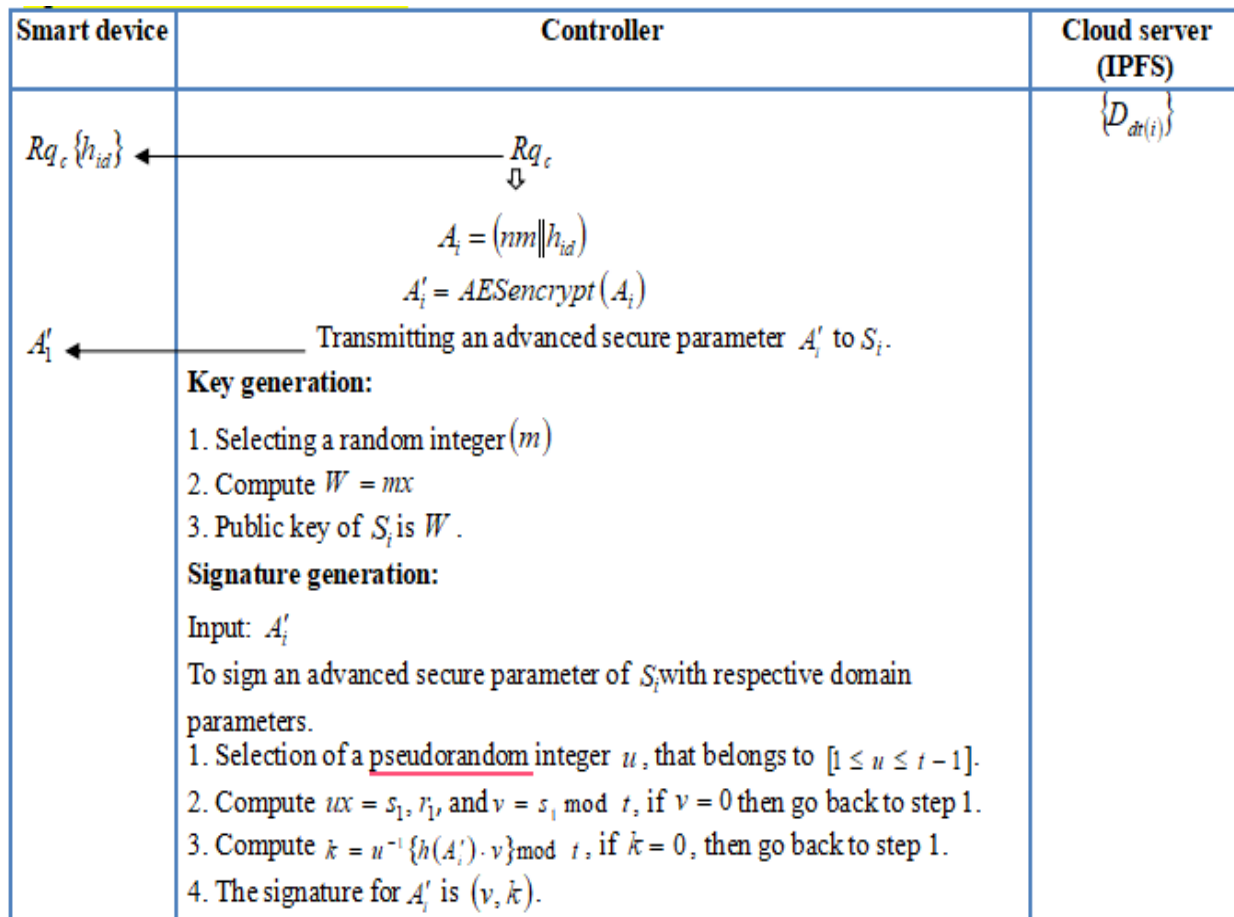 Smart device Controller Cloud server
(IPFS)
{D_dt(i)}
Rq_c {h_id} Rq_c
A_i = (nm‖h_id)
A'_i = AESencrypt(A_i)
A'_1 Transmitting an advanced secure parameter A'_i to S_i.
Key generation:
1. Selecting a random integer (m)
2. Compute W = mx
3. Public key of S_i is W .
Signature generation:
Input: A'_i
To sign an advanced secure parameter of S_i with respective domain
parameters.
1. Selection of a pseudorandom integer u , that belongs to [1 ≤ u ≤ t − 1].
2. Compute ux = s_1, r_1, and v = s_1 mod t, if v = 0 then go back to step 1.
3. Compute k = u^-1 {h(A'_i) · v} mod t , if k = 0, then go back to step 1.
4. The signature for A'_i is (v, k).